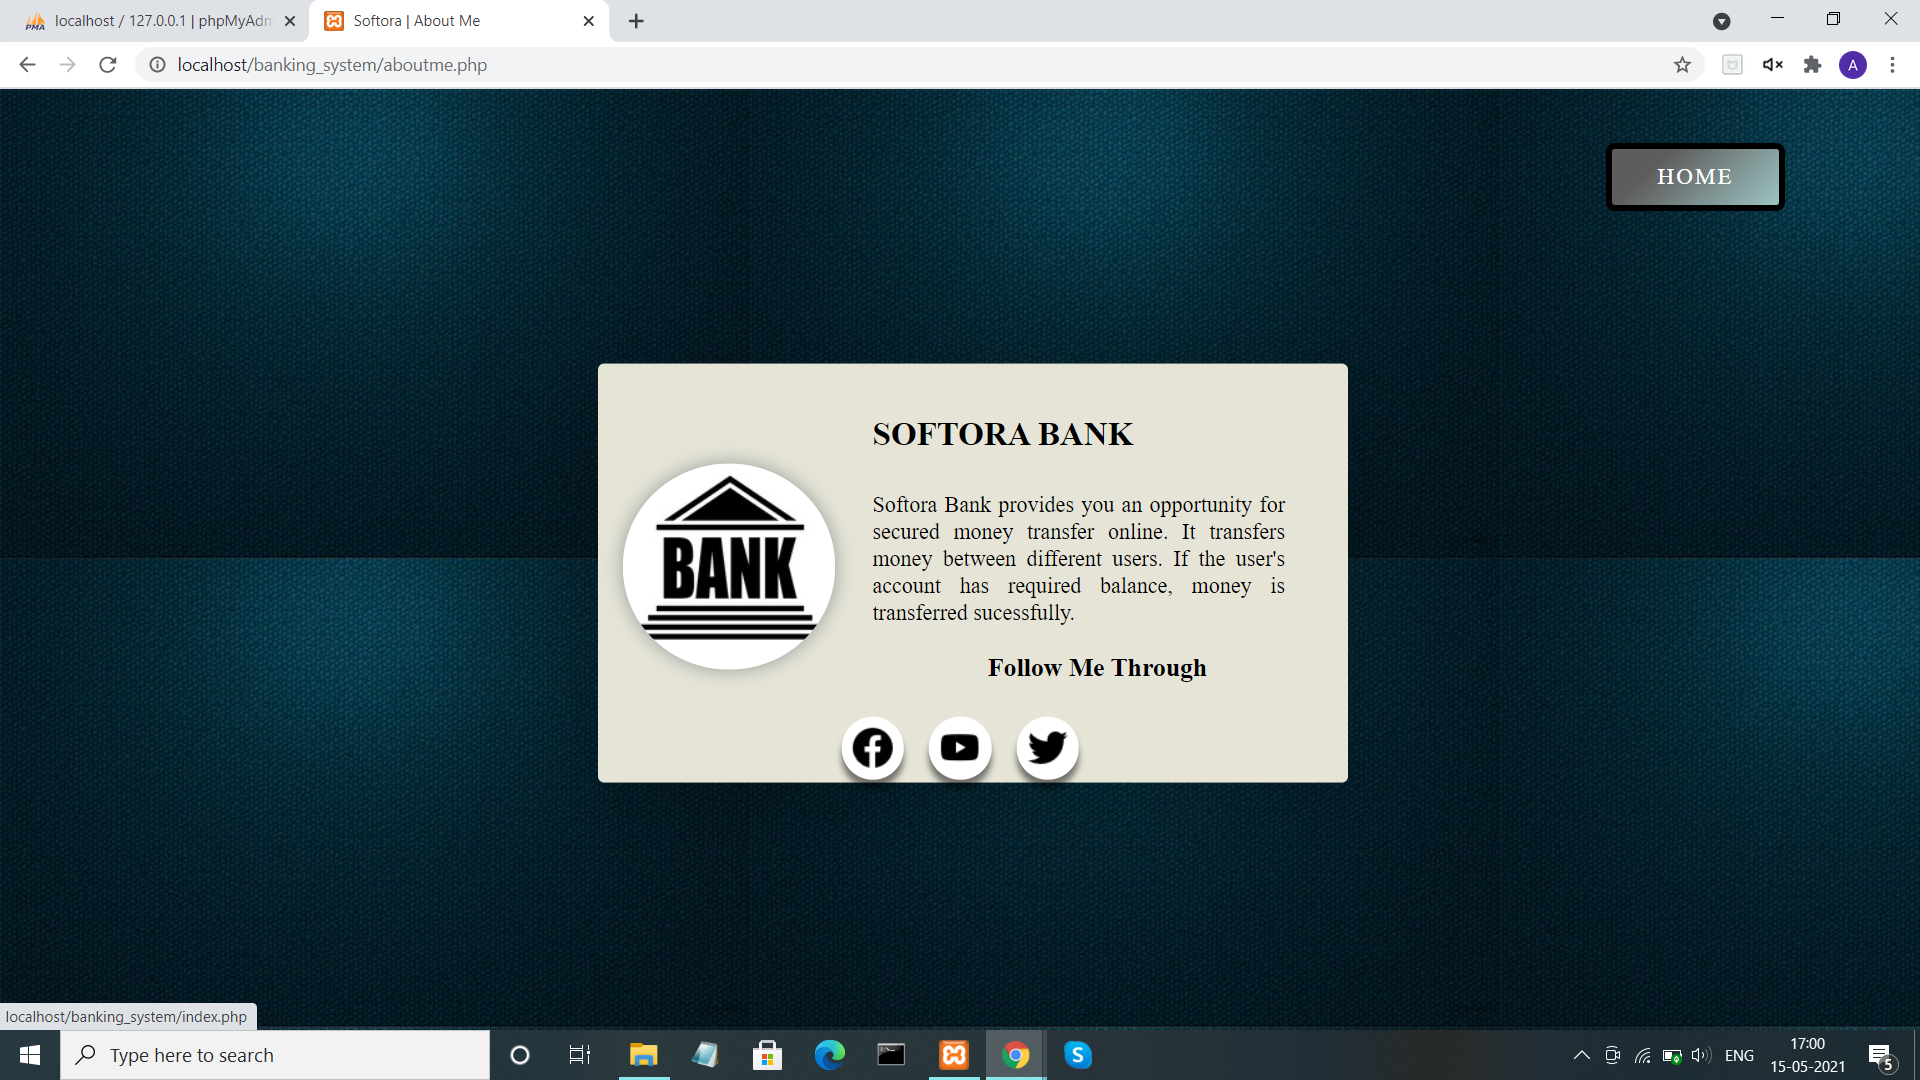 localhost / 127.0.0.1 | phpMyAdm
Softora | About Me
localhost/banking_system/aboutme.php
A
HOME
SOFTORA BANK
BANK
Softora Bank provides you an opportunity for
secured money transfer online. It transfers
money between different users. If the user's
account has required balance, money is
transferred sucessfully.
Follow Me Through
localhost/banking_system/index.php
Type here to search
ENG
17:00
15-05-2021
5